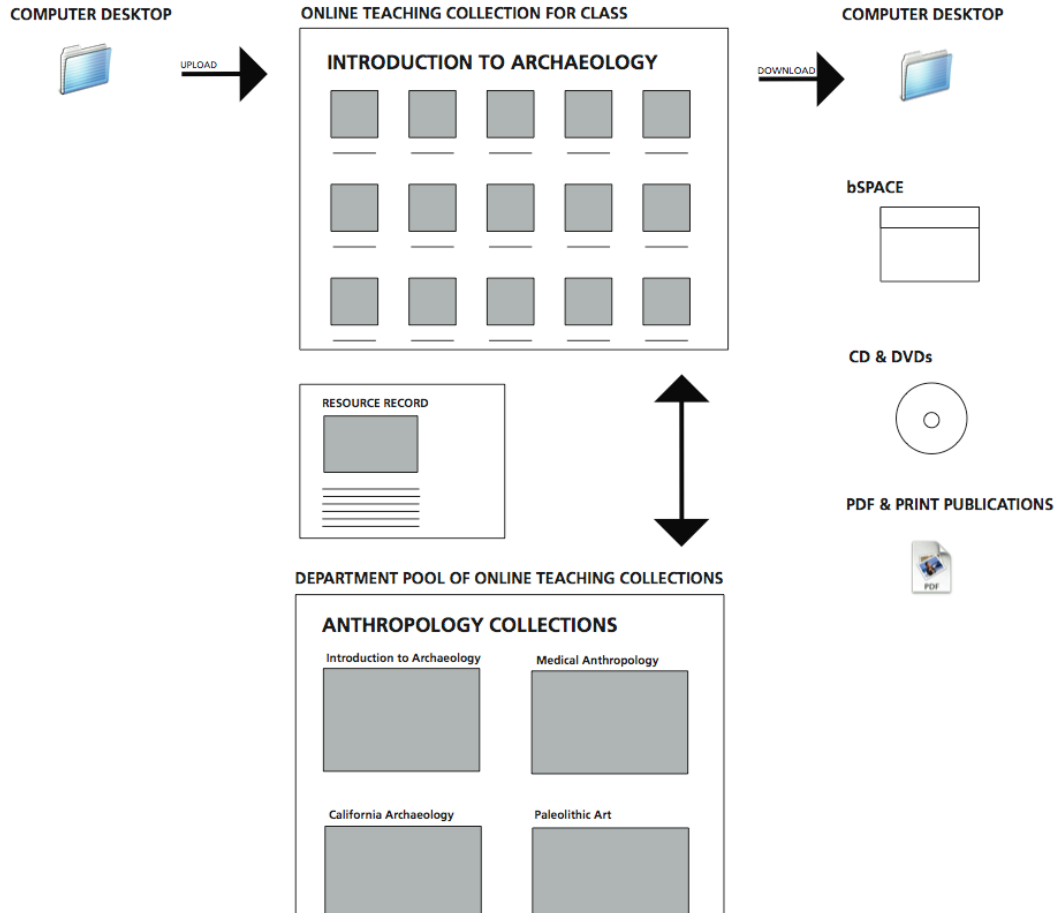 COMPUTER DESKTOP
ONLINE TEACHING COLLECTION FOR CLASS
COMPUTER DESKTOP
UPLOAD
INTRODUCTION TO ARCHAEOLOGY
DOWNLOAD
bSPACE
CD & DVDs
RESOURCE RECORD
PDF & PRINT PUBLICATIONS
PDF
DEPARTMENT POOL OF ONLINE TEACHING COLLECTIONS
ANTHROPOLOGY COLLECTIONS
Introduction to Archaeology
Medical Anthropology
California Archaeology
Paleolithic Art